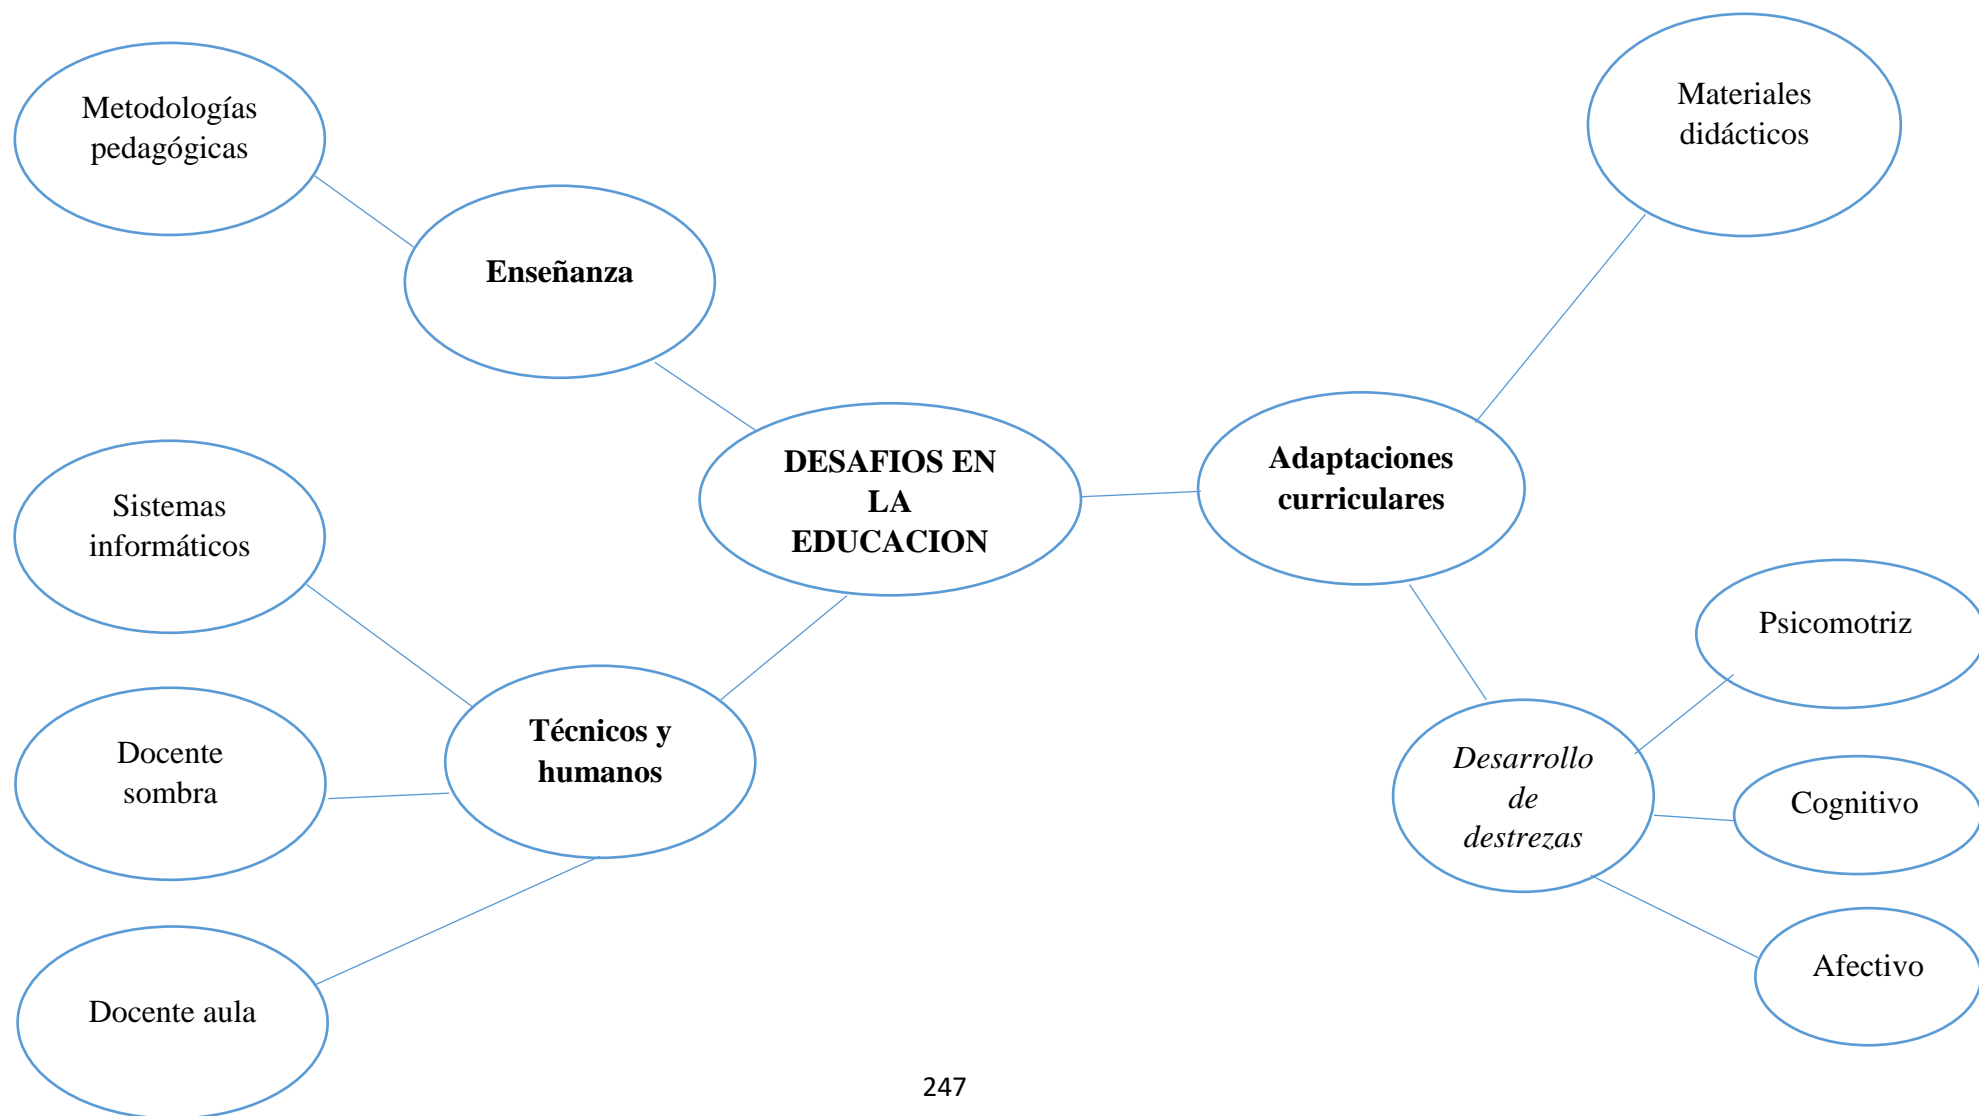 Metodologías
pedagógicas
Materiales
didácticos
Enseñanza
DESAFIOS EN
LA
EDUCACION
Adaptaciones
curriculares
Sistemas
informáticos
Psicomotriz
Técnicos y
humanos
Docente
sombra
Desarrollo
de
destrezas
Cognitivo
Afectivo
Docente aula
247